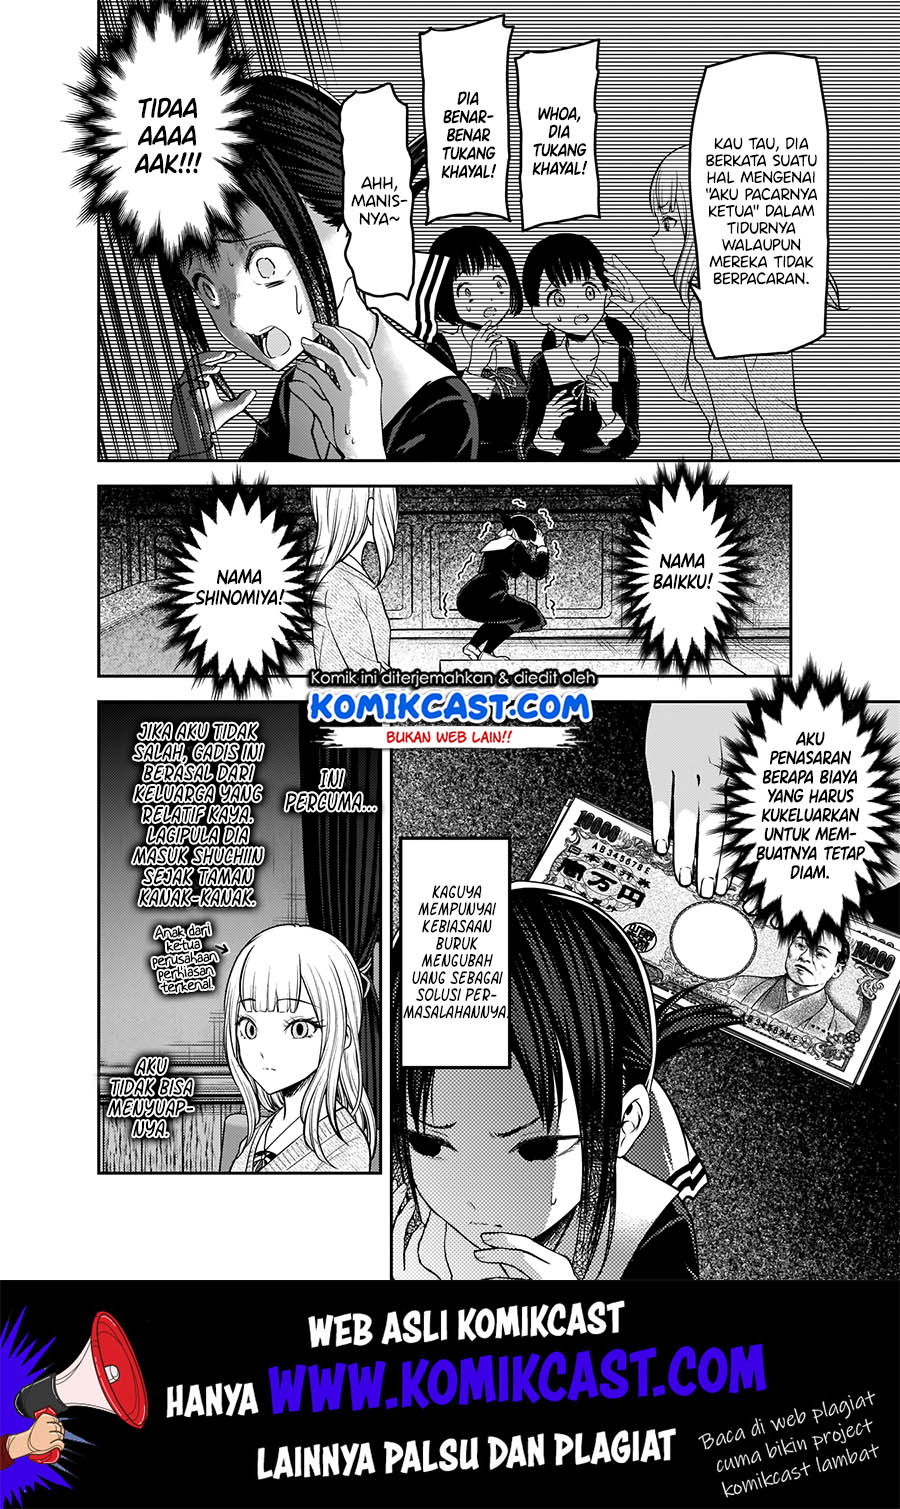 KAU TAU, DIA
BERKATA SUATU
HAL MENGENAI
"AKU PACARNYA
KETUA" DALAM
TIDURNYA
WALAUPUN
MEREKA TIDAK
BERPACARAN.
WHOA,
DIA
TUKANG
KHAYAL!
DIA
BENAR-
BENAR
TUKANG
KHAYAL!
AHH,
MANIS-
NYA~
TIDAA
AAAA
AAK!!!
NAMA
BAIKKU!
NAMA
SHINOMIYA!
Komik ini diterjemahkan & diedit oleh
KOMIKCAST.COM
BUKAN WEB LAIN!!
AKU
PENASARAN
BERAPA BIAYA
YANG HARUS
KUKELUARKAN
UNTUK MEM-
BUATNYA TETAP
DIAM.
10000
AB345678E
壱万円
10000
AB345678E
KAGUYA
MEMPUNYAI
KEBIASAAN
BURUK
MENGUBAH
UANG SEBAGAI
SOLUSI PER-
MASALAHANNYA.
INI
PERCUMA...
JIKA AKU TIDAK
SALAH, GADIS INI
BERASAL DARI
KELUARGA YANG
RELATIF KAYA.
LAGIPULA DIA
MASUK SHUCHIIN
SEJAK TAMAN
KANAK-KANAK.
Anak dari
ketua
perusahaan
perhiasan
terkenal.
AKU
TIDAK BISA
MENYUAP-
NYA.
WEB ASLI KOMIKCAST
HANYA WWW.KOMIKCAST.COM
LAINNYA PALSU DAN PLAGIAT
Baca di web plagiat
cuma bikin project
komikcast lambat